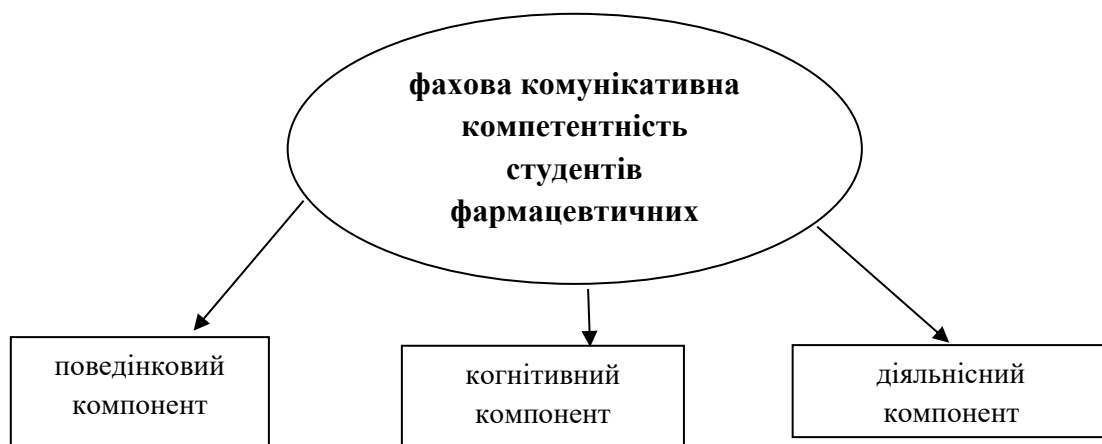 фахова комунікативна
компетентність
студентів
фармацевтичних
поведінковий
компонент
когнітивний
компонент
діяльнісний
компонент